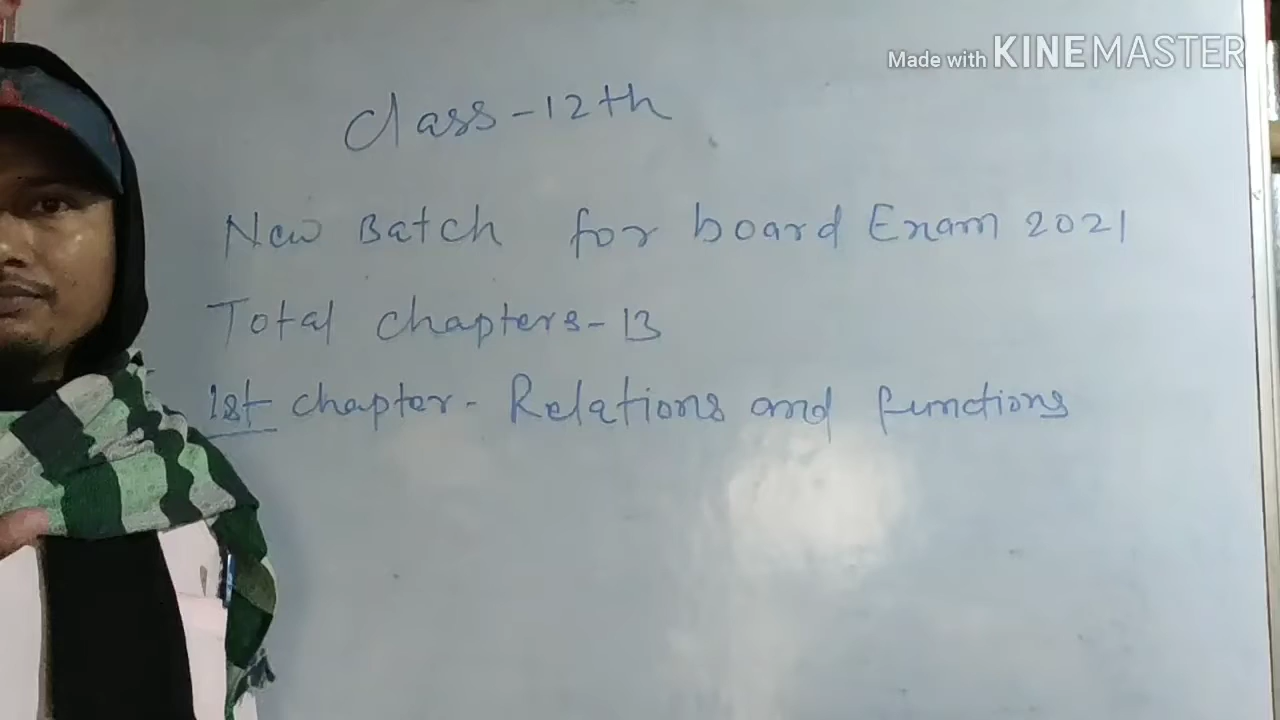 Made with KINEMASTER
Class-12th
New Batch for board Exam 2021
Total chapters-13
1st chapter- Relations and functions